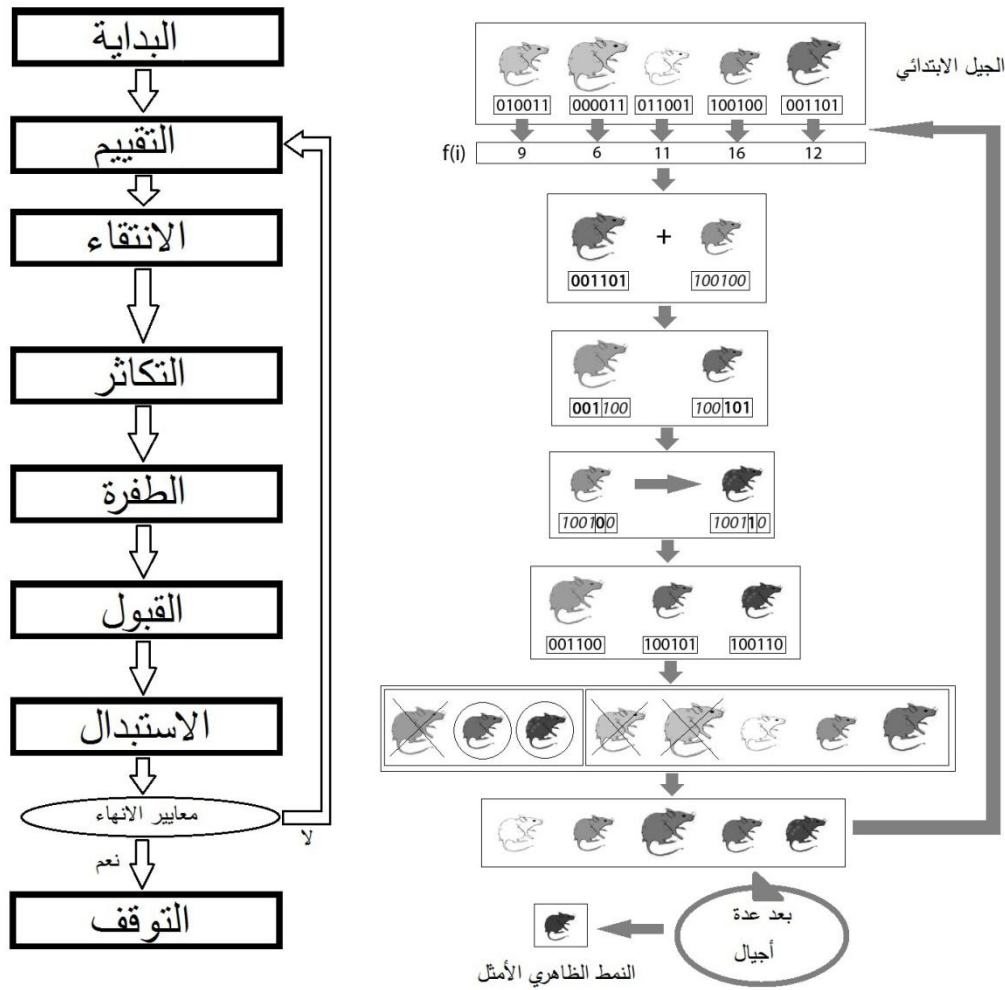 البداية
التقييم
الانتقاء
التكاثر
الطفرة
القبول
الاستبدال
معايير الانهاء
لا
نعم
التوقف
الجيل الابتدائي
010011 000011 011001 100100 001101
f(i) 9 6 11 16 12
+
001101 100100
001100 100101
100100 100110
001100 100101 100110
بعد عدة
أجيال
النمط الظاهري الأمثل